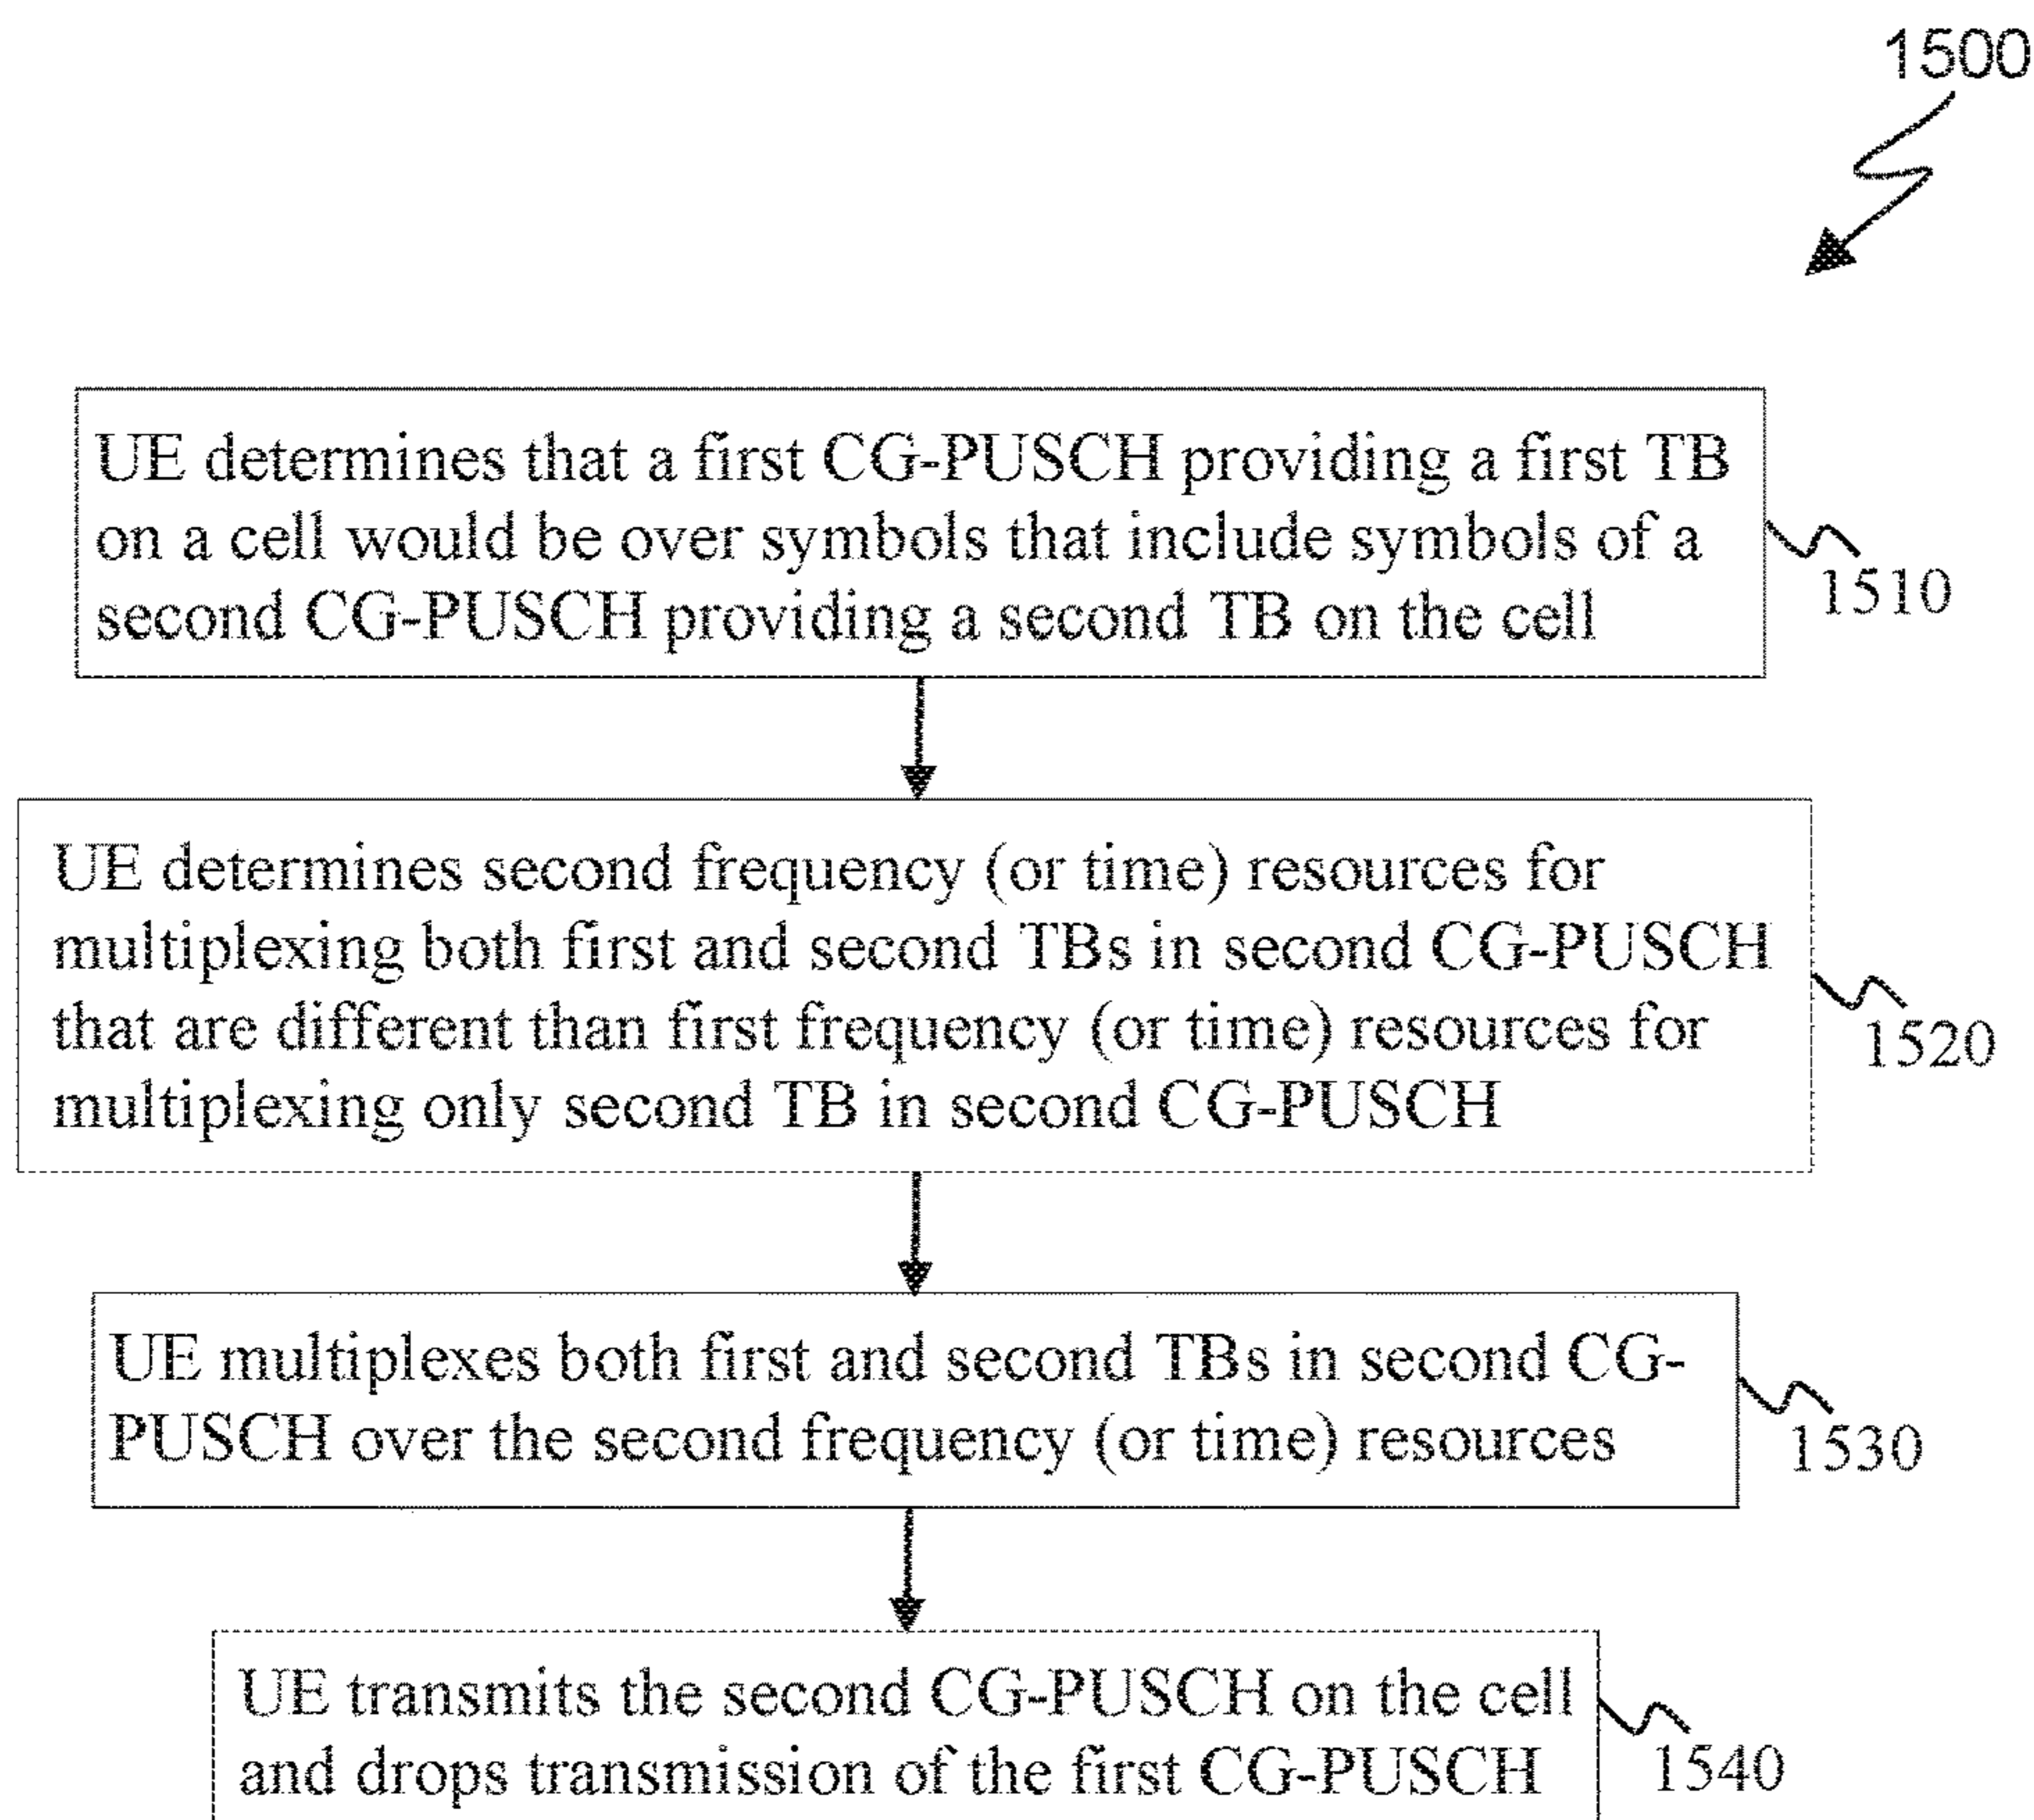 1500
UE determines that a first CG-PUSCH providing a first TB
on a cell would be over symbols that include symbols of a
second CG-PUSCH providing a second TB on the cell
1510
UE determines second frequency (or time) resources for
multiplexing both first and second TBs in second CG-PUSCH
that are different than first frequency (or time) resources for
multiplexing only second TB in second CG-PUSCH
1520
UE multiplexes both first and second TBs in second CG-
PUSCH over the second frequency (or time) resources
1530
UE transmits the second CG-PUSCH on the cell
and drops transmission of the first CG-PUSCH
1540